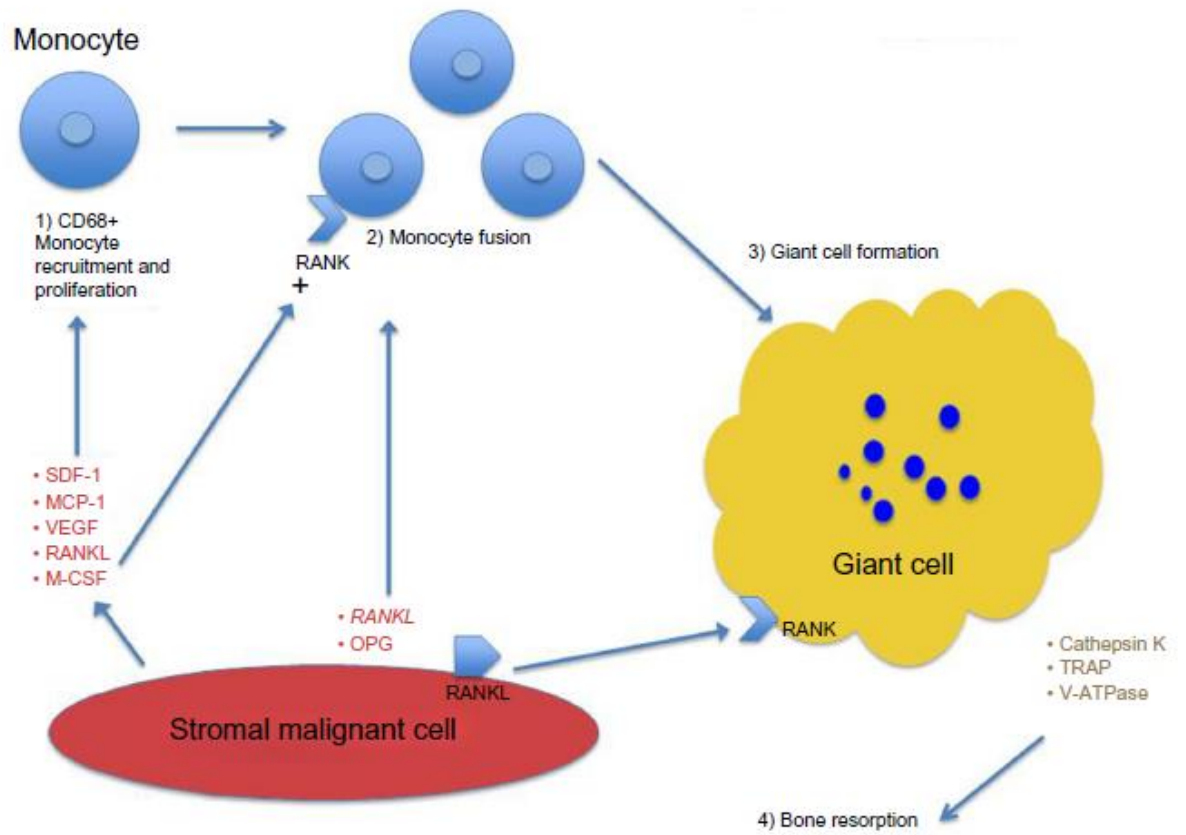 Monocyte
1) CD68+
Monocyte
recruitment and
proliferation
2) Monocyte fusion
RANK
+
3) Giant cell formation
• SDF-1
• MCP-1
• VEGF
• RANKL
• M-CSF
• RANKL
• OPG
RANKL
Stromal malignant cell
Giant cell
RANK
• Cathepsin K
• TRAP
• V-ATPase
4) Bone resorption